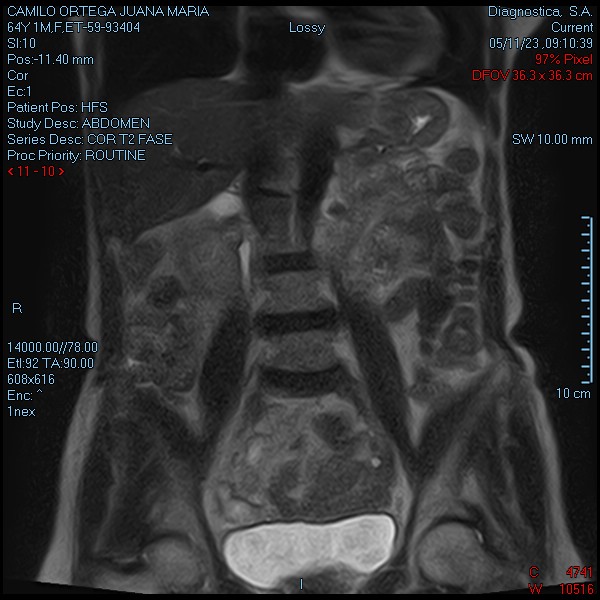 CAMILO ORTEGA JUANA MARIA
64Y 1M,F,ET-59-93404
Sl:10
Pos:-11.40 mm
Cor
Ec:1
Patient Pos: HFS
Study Desc: ABDOMEN
Series Desc: COR T2 FASE
Proc Priority: ROUTINE
< 11 - 10 >
Lossy
Diagnostica, S.A.
Current
05/11/23 ,09:10:39
97% Pixel
DFOV 36.3 x 36.3 cm
SW 10.00 mm
R
10 cm
14000.00//78.00
Etl:92 TA:90.00
608x616
Enc: ^
1nex
I
C 4741
W 10516